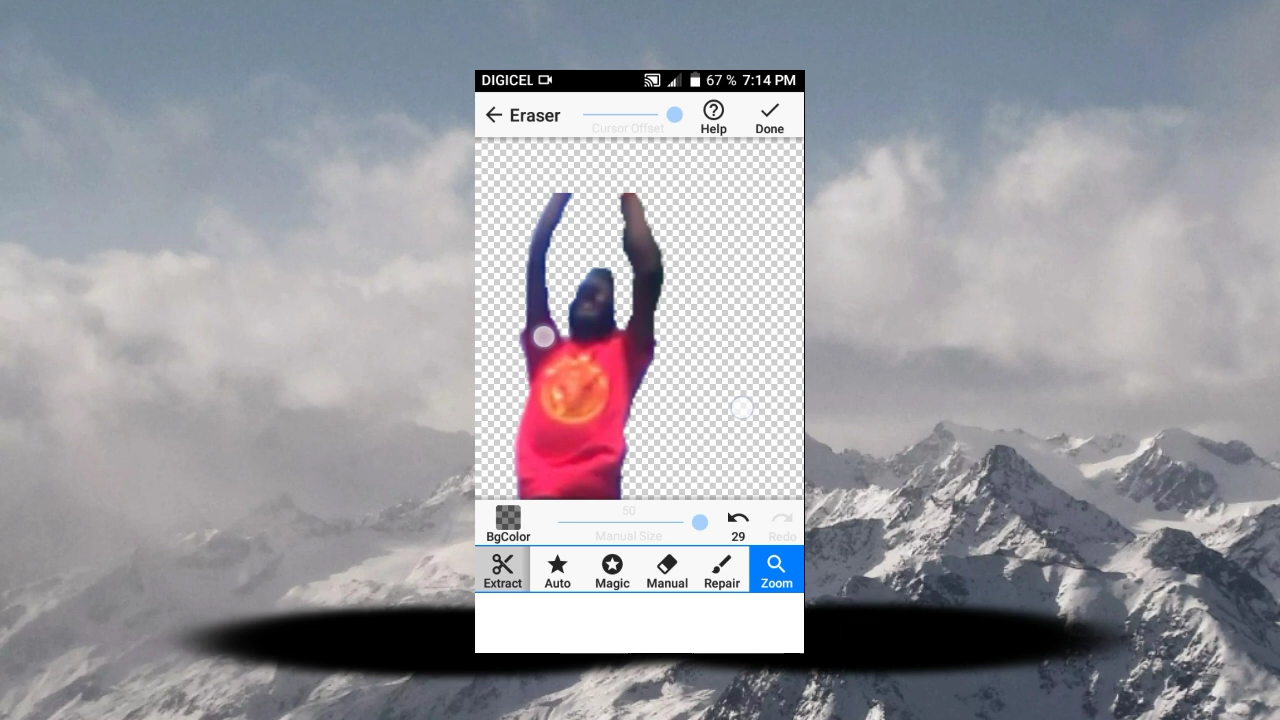 DIGICEL 67 % 7:14 PM
Eraser
Cursor Offset
Help
Done
50
BgColor
Manual Size
29
Redo
Extract
Auto
Magic
Manual
Repair
Zoom